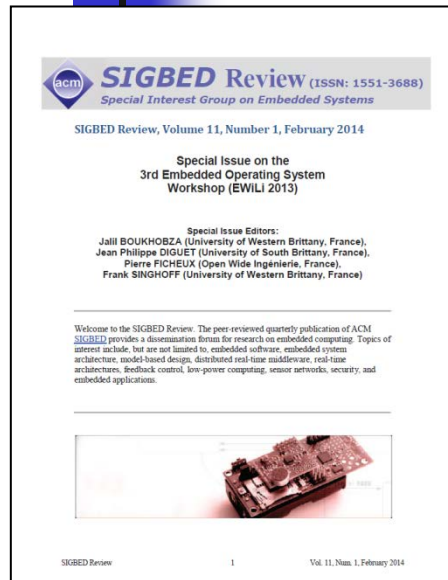 acm
SIGBED Review (ISSN: 1551-3688)
Special Interest Group on Embedded Systems
SIGBED Review, Volume 11, Number 1, February 2014
Special Issue on the
3rd Embedded Operating System
Workshop (EWiLi 2013)
Special Issue Editors:
Jalil BOUKHOBZA (University of Western Brittany, France),
Jean Philippe DIGUET (University of South Brittany, France),
Pierre FICHEUX (Open Wide Ingénierie, France),
Frank SINGHOFF (University of Western Brittany, France)
Welcome to the SIGBED Review. The peer-reviewed quarterly publication of ACM
SIGBED provides a dissemination forum for research on embedded computing. Topics of
interest include, but are not limited to, embedded software, embedded system
architecture, model-based design, distributed real-time middleware, real-time
architectures, feedback control, low-power computing, sensor networks, security, and
embedded applications.
SIGBED Review 1 Vol. 11, Num. 1, February 2014